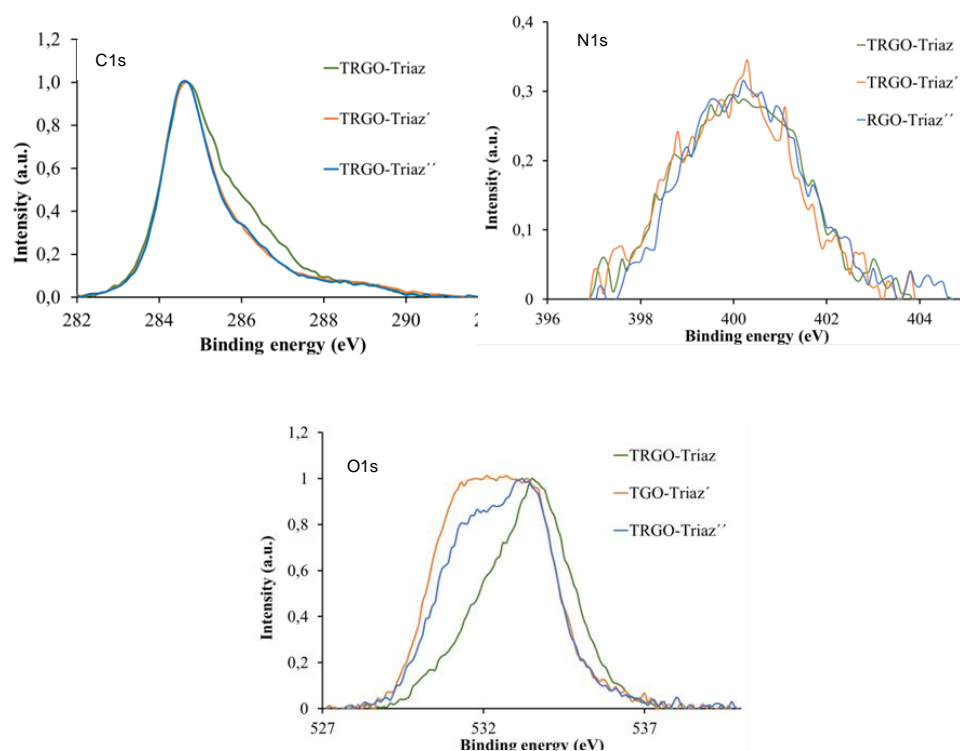 C1s
1,2
1,0
0,8
0,6
0,4
0,2
0,0
Intensity (a.u.)
TRGO-Triaz
TRGO-Triaz´
TRGO-Triaz´´
282
284
286
288
290
Binding energy (eV)
N1s
0,4
0,3
0,2
0,1
0
Intensity (a.u.)
TRGO-Triaz
TRGO-Triaz´
RGO-Triaz´´
396
398
400
402
404
Binding energy (eV)
O1s
1,2
1
0,8
0,6
0,4
0,2
0
Intensity (a.u.)
TRGO-Triaz
TGO-Triaz´
TRGO-Triaz´´
527
532
537
Binding energy (eV)